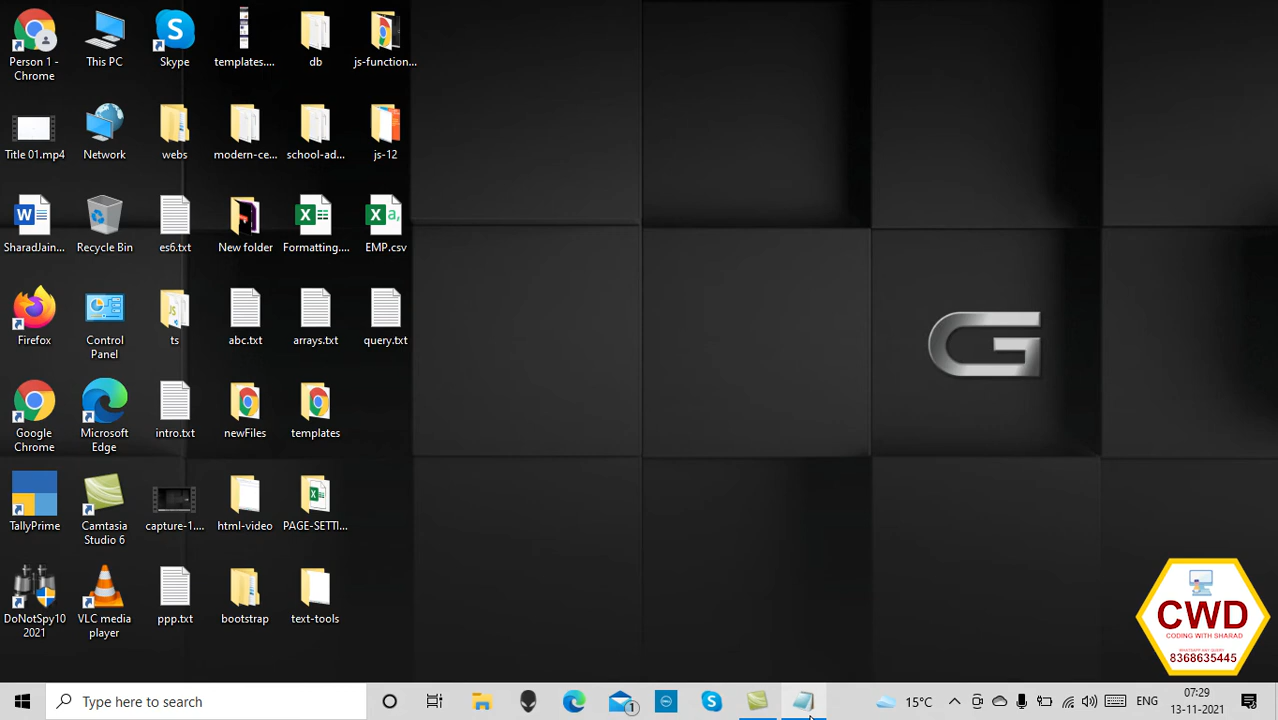 Person 1 -
Chrome
This PC
Skype
templates....
db
js-function...
Title 01.mp4
Network
webs
modern-ce...
school-ad...
js-12
SharadJain...
Recycle Bin
es6.txt
New folder
Formatting....
EMP.csv
Firefox
Control
Panel
ts
abc.txt
arrays.txt
query.txt
Google
Chrome
Microsoft
Edge
intro.txt
newFiles
templates
TallyPrime
Camtasia
Studio 6
capture-1....
html-video
PAGE-SETTI...
DoNotSpy10
2021
VLC media
player
ppp.txt
bootstrap
text-tools
G
CWD
CODING WITH SHARAD
WHATSAPP ANY QUERY
8368635445
Type here to search
1
15°C
ENG
07:29
13-11-2021